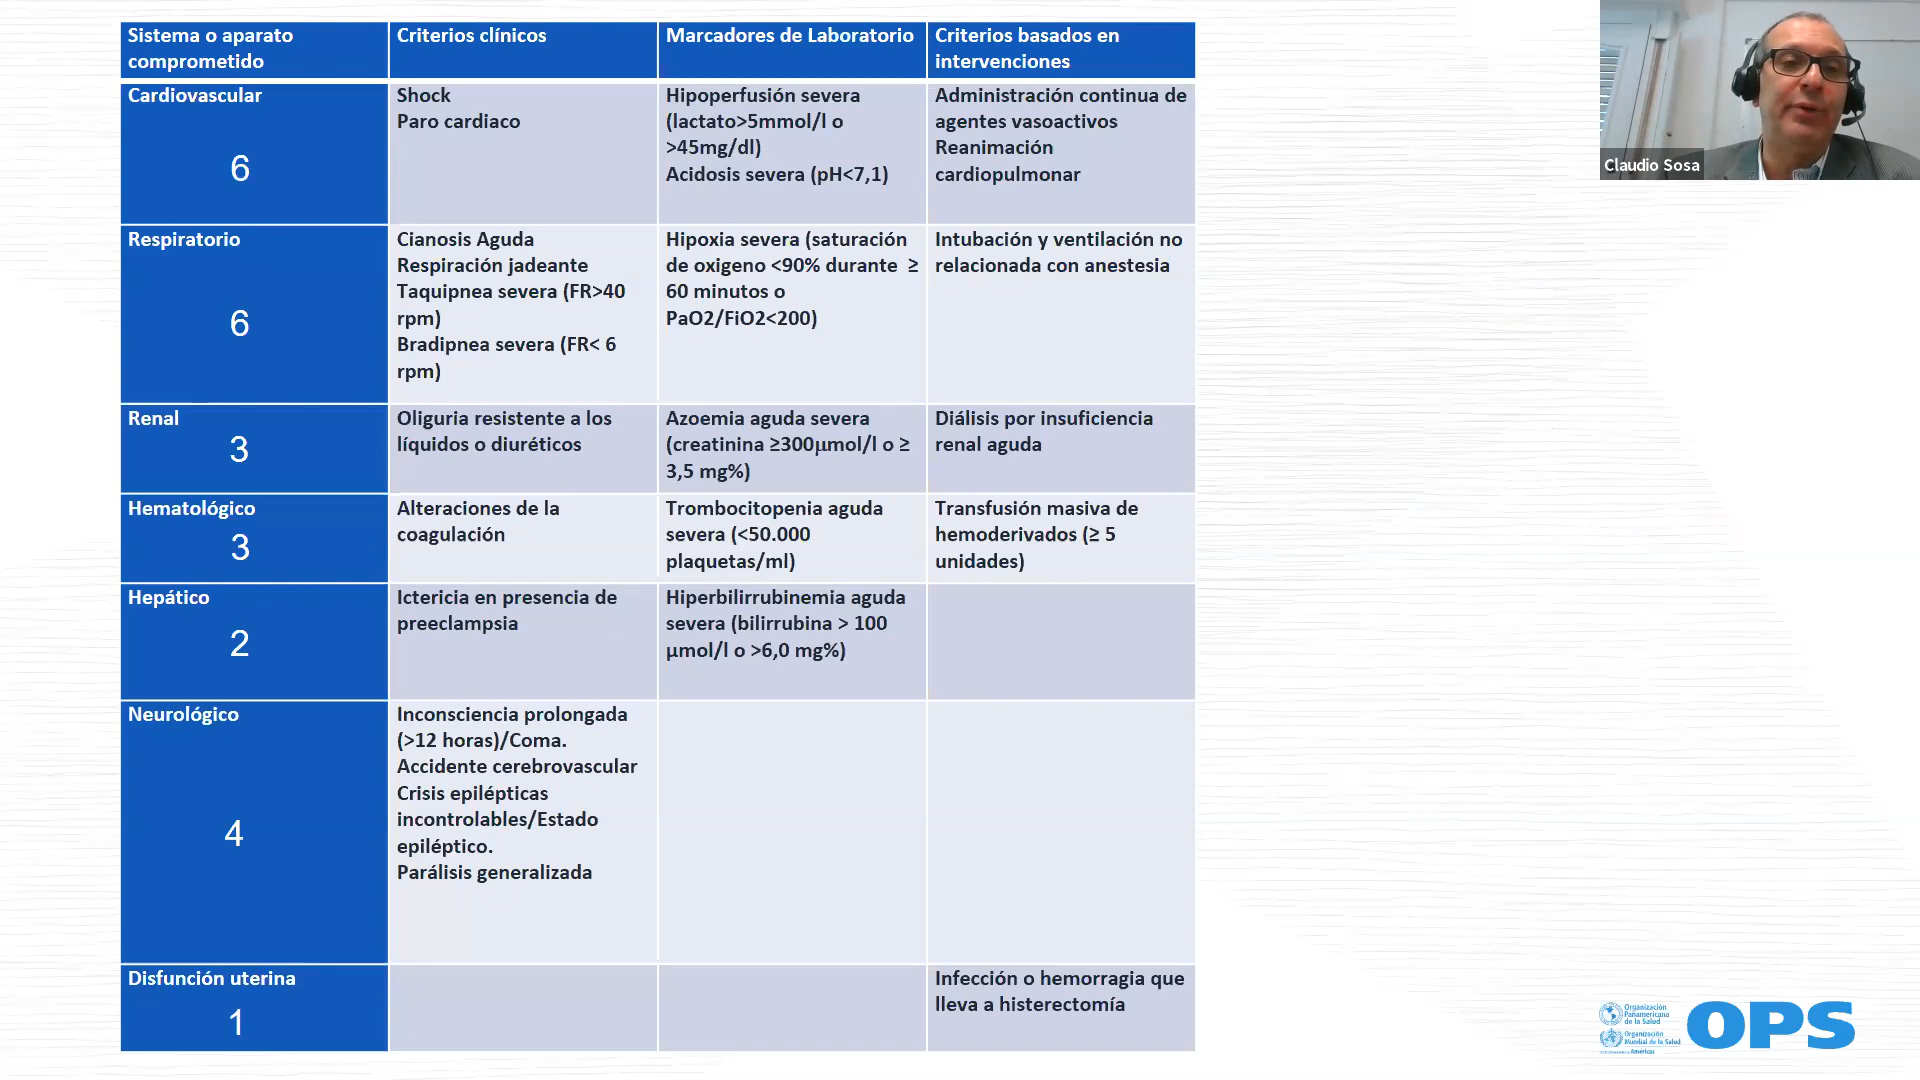 Sistema o aparato
comprometido
Criterios clínicos
Marcadores de Laboratorio
Criterios basados en
intervenciones
Cardiovascular
6
Shock
Paro cardiaco
Hipoperfusión severa
(lactato>5mmol/l o
>45mg/dl)
Acidosis severa (pH<7,1)
Administración continua de
agentes vasoactivos
Reanimación
cardiopulmonar
Respiratorio
6
Cianosis Aguda
Respiración jadeante
Taquipnea severa (FR>40
rpm)
Bradipnea severa (FR< 6
rpm)
Hipoxia severa (saturación
de oxigeno <90% durante ≥
60 minutos o
PaO2/FiO2<200)
Intubación y ventilación no
relacionada con anestesia
Renal
3
Oliguria resistente a los
líquidos o diuréticos
Azoemia aguda severa
(creatinina ≥300μmol/l o ≥
3,5 mg%)
Diálisis por insuficiencia
renal aguda
Hematológico
3
Alteraciones de la
coagulación
Trombocitopenia aguda
severa (<50.000
plaquetas/ml)
Transfusión masiva de
hemoderivados (≥ 5
unidades)
Hepático
2
Ictericia en presencia de
preeclampsia
Hiperbilirrubinemia aguda
severa (bilirrubina > 100
μmol/l o >6,0 mg%)
Neurológico
4
Inconsciencia prolongada
(>12 horas)/Coma.
Accidente cerebrovascular
Crisis epilépticas
incontrolables/Estado
epiléptico.
Parálisis generalizada
Disfunción uterina
1
Infección o hemorragia que
lleva a histerectomía
Claudio Sosa
Organización
Panamericana
de la Salud
Organización
Mundial de la Salud
Américas
OPS